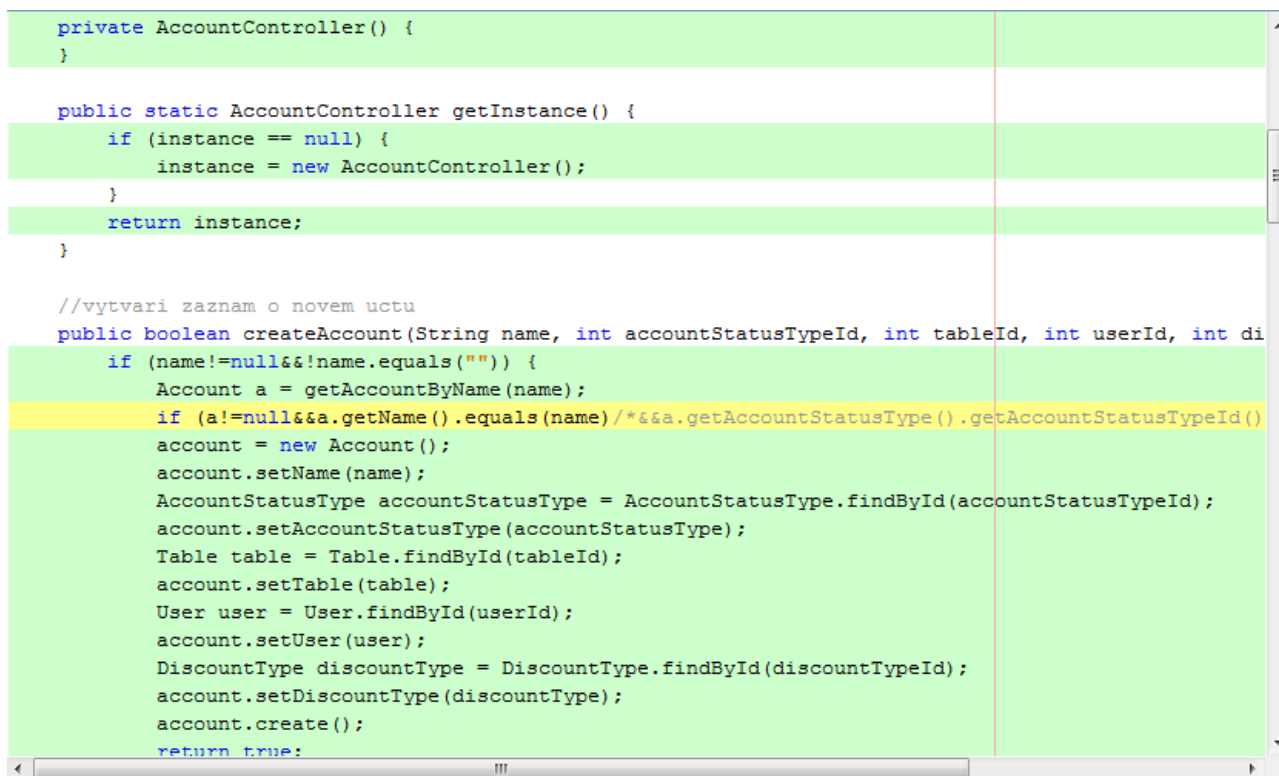 private AccountController() {
}
public static AccountController getInstance() {
if (instance == null) {
instance = new AccountController();
}
return instance;
}
//vytvari zaznam o novem uctu
public boolean createAccount(String name, int accountStatusTypeId, int tableId, int userId, int di
if (name!=null&&!name.equals("")) {
Account a = getAccountByName(name);
if (a!=null&&a.getName().equals(name)/*&&a.getAccountStatusType().getAccountStatusTypeId()
account = new Account();
account.setName(name);
AccountStatusType accountStatusType = AccountStatusType.findById(accountStatusTypeId);
account.setAccountStatusType(accountStatusType);
Table table = Table.findById(tableId);
account.setTable(table);
User user = User.findById(userId);
account.setUser(user);
DiscountType discountType = DiscountType.findById(discountTypeId);
account.setDiscountType(discountType);
account.create();
return true;